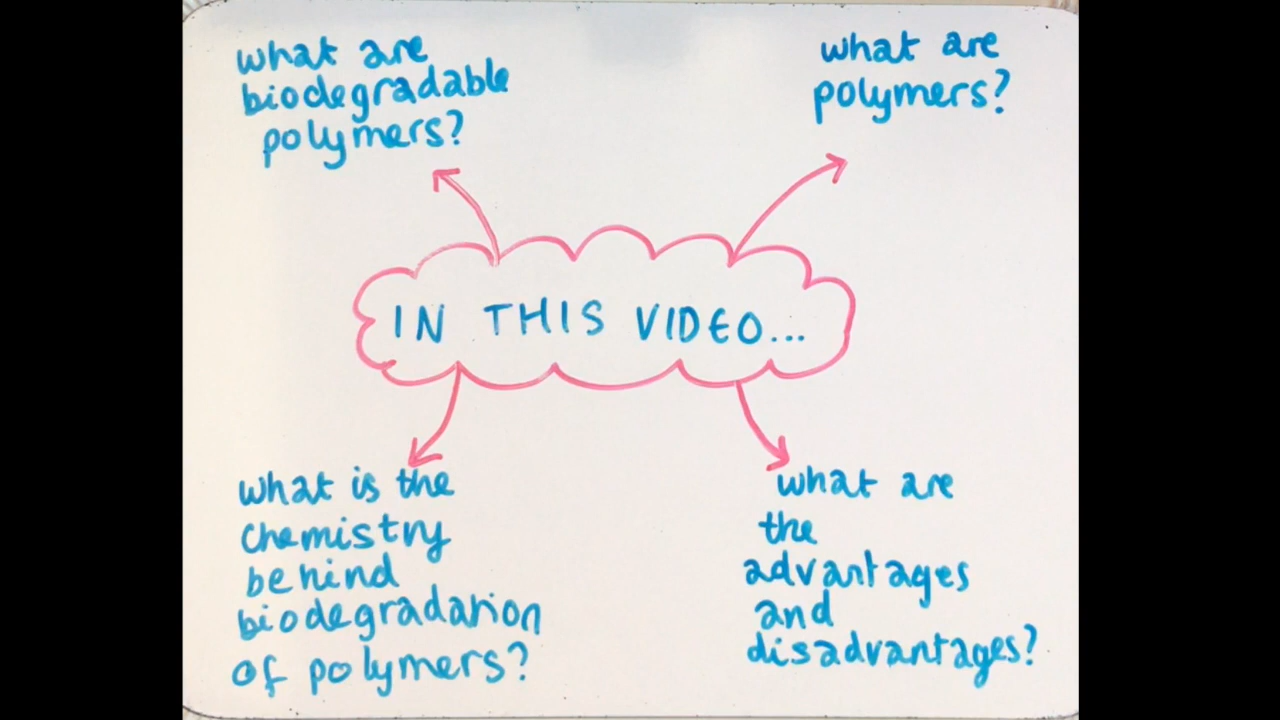 what are
biodegradable
polymers?
what are
polymers?
IN THIS VIDEO...
what is the
chemistry
behind
biodegradation
of polymers?
what are
the
advantages
and
disadvantages?